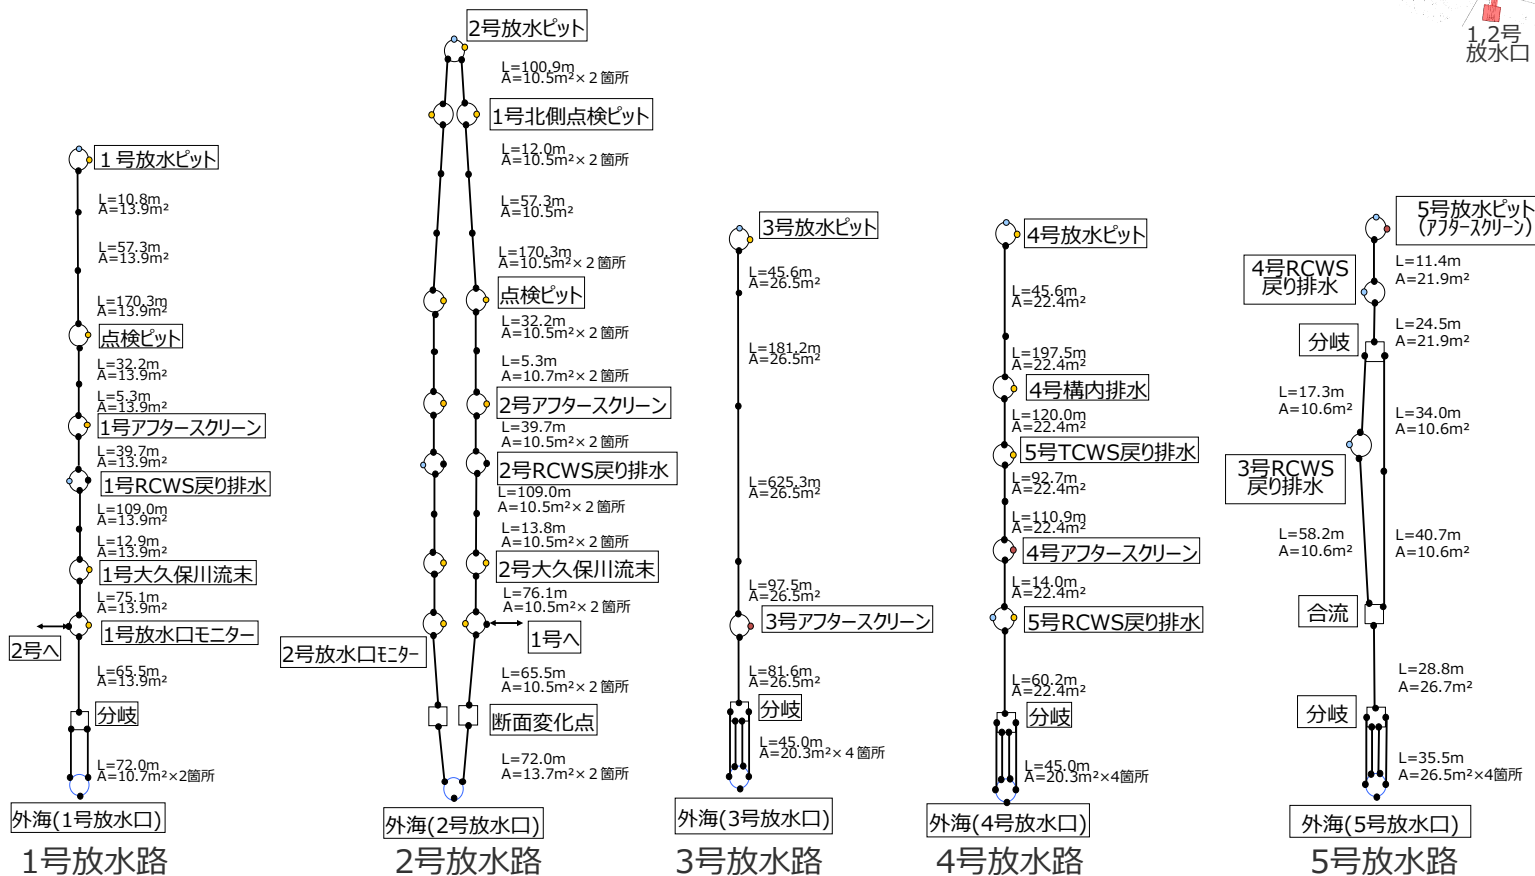 1,2号
放水口
1号放水ピット
L=10.8m
A=13.9m²
L=57.3m
A=13.9m²
L=170.3m
A=13.9m²
点検ピット
L=32.2m
A=13.9m²
L=5.3m
A=13.9m²
1号アフタースクリーン
L=39.7m
A=13.9m²
1号RCWS戻り排水
L=109.0m
A=13.9m²
L=12.9m
A=13.9m²
1号大久保川流末
L=75.1m
A=13.9m²
1号放水口モニター
2号へ
L=65.5m
A=13.9m²
分岐
L=72.0m
A=10.7m²×2箇所
外海(1号放水口)
1号放水路
2号放水ピット
L=100.9m
A=10.5m²×2箇所
1号北側点検ピット
L=12.0m
A=10.5m²×2箇所
L=57.3m
A=10.5m²
L=170.3m
A=10.5m²×2箇所
点検ピット
L=32.2m
A=10.5m²×2箇所
L=5.3m
A=10.7m²×2箇所
2号アフタースクリーン
L=39.7m
A=10.5m²×2箇所
2号RCWS戻り排水
L=109.0m
A=10.5m²×2箇所
L=13.8m
A=10.5m²×2箇所
2号大久保川流末
L=76.1m
A=10.5m²×2箇所
1号へ
2号放水口モニター
L=65.5m
A=10.5m²×2箇所
断面変化点
L=72.0m
A=13.7m²×2箇所
外海(2号放水口)
2号放水路
3号放水ピット
L=45.6m
A=26.5m²
L=181.2m
A=26.5m²
L=625.3m
A=26.5m²
L=97.5m
A=26.5m²
3号アフタースクリーン
L=81.6m
A=26.5m²
分岐
L=45.0m
A=20.3m²×4箇所
外海(3号放水口)
3号放水路
4号放水ピット
L=45.6m
A=22.4m²
L=197.5m
A=22.4m²
4号構内排水
L=120.0m
A=22.4m²
5号TCWS戻り排水
L=92.7m
A=22.4m²
L=110.9m
A=22.4m²
4号アフタースクリーン
L=14.0m
A=22.4m²
5号RCWS戻り排水
L=60.2m
A=22.4m²
分岐
L=45.0m
A=20.3m²×4箇所
外海(4号放水口)
4号放水路
5号放水ピット
(アフタースクリーン)
L=11.4m
A=21.9m²
4号RCWS
戻り排水
L=24.5m
A=21.9m²
分岐
L=17.3m
A=10.6m²
L=34.0m
A=10.6m²
3号RCWS
戻り排水
L=58.2m
A=10.6m²
L=40.7m
A=10.6m²
合流
L=28.8m
A=26.7m²
分岐
L=35.5m
A=26.5m²×4箇所
外海(5号放水口)
5号放水路